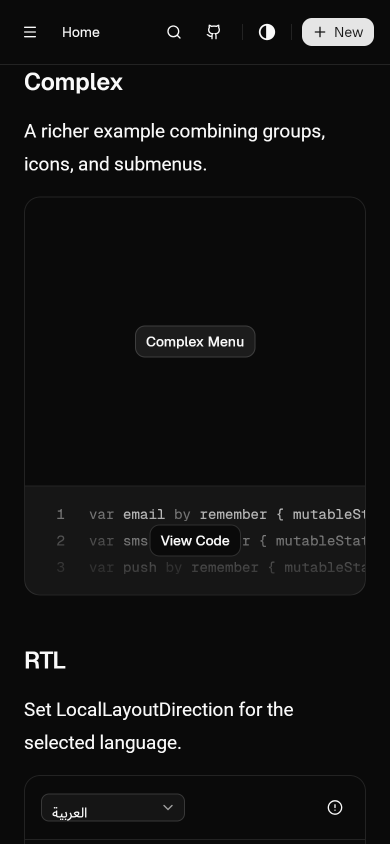 Home
New
Complex
A richer example combining groups,
icons, and submenus.
Complex Menu
1 var email by remember { mutableSt
2 var sms r { mutableStat
View Code
3 var push by remember { mutableSta
RTL
Set LocalLayoutDirection for the
selected language.
العربية